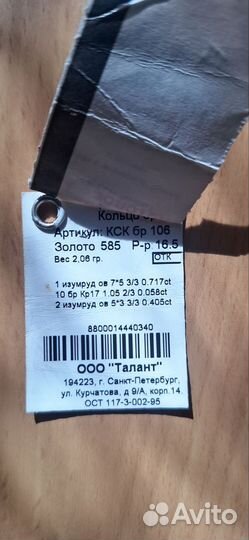 Кольцо
Артикул: КСК бр 106
Золото 585 Р-р 16.5
Вес 2,06 гр. ОТК
1 изумруд ов 7*5 3/3 0.717ct
10 бр Кр17 1.05 2/3 0.058ct
2 изумруд ов 5*3 3/3 0.405ct
8800014440340
ООО "Талант"
194223, г. Санкт-Петербург,
ул. Курчатова, д 9/А, корп.14.
ОСТ 117-3-002-95
Avito